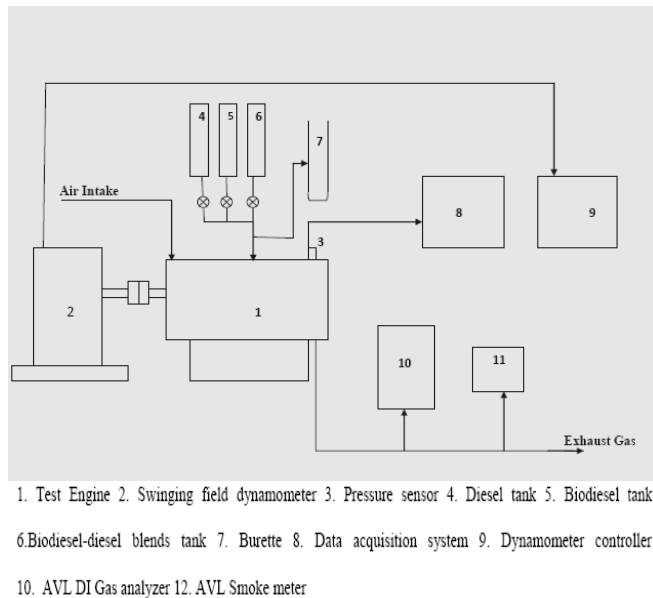 4 5 6
7
Air Intake
8 9
3
2 1
10 11
Exhaust Gas
1. Test Engine 2. Swinging field dynamometer 3. Pressure sensor 4. Diesel tank 5. Biodiesel tank
6.Biodiesel-diesel blends tank 7. Burette 8. Data acquisition system 9. Dynamometer controller
10. AVL DI Gas analyzer 12. AVL Smoke meter